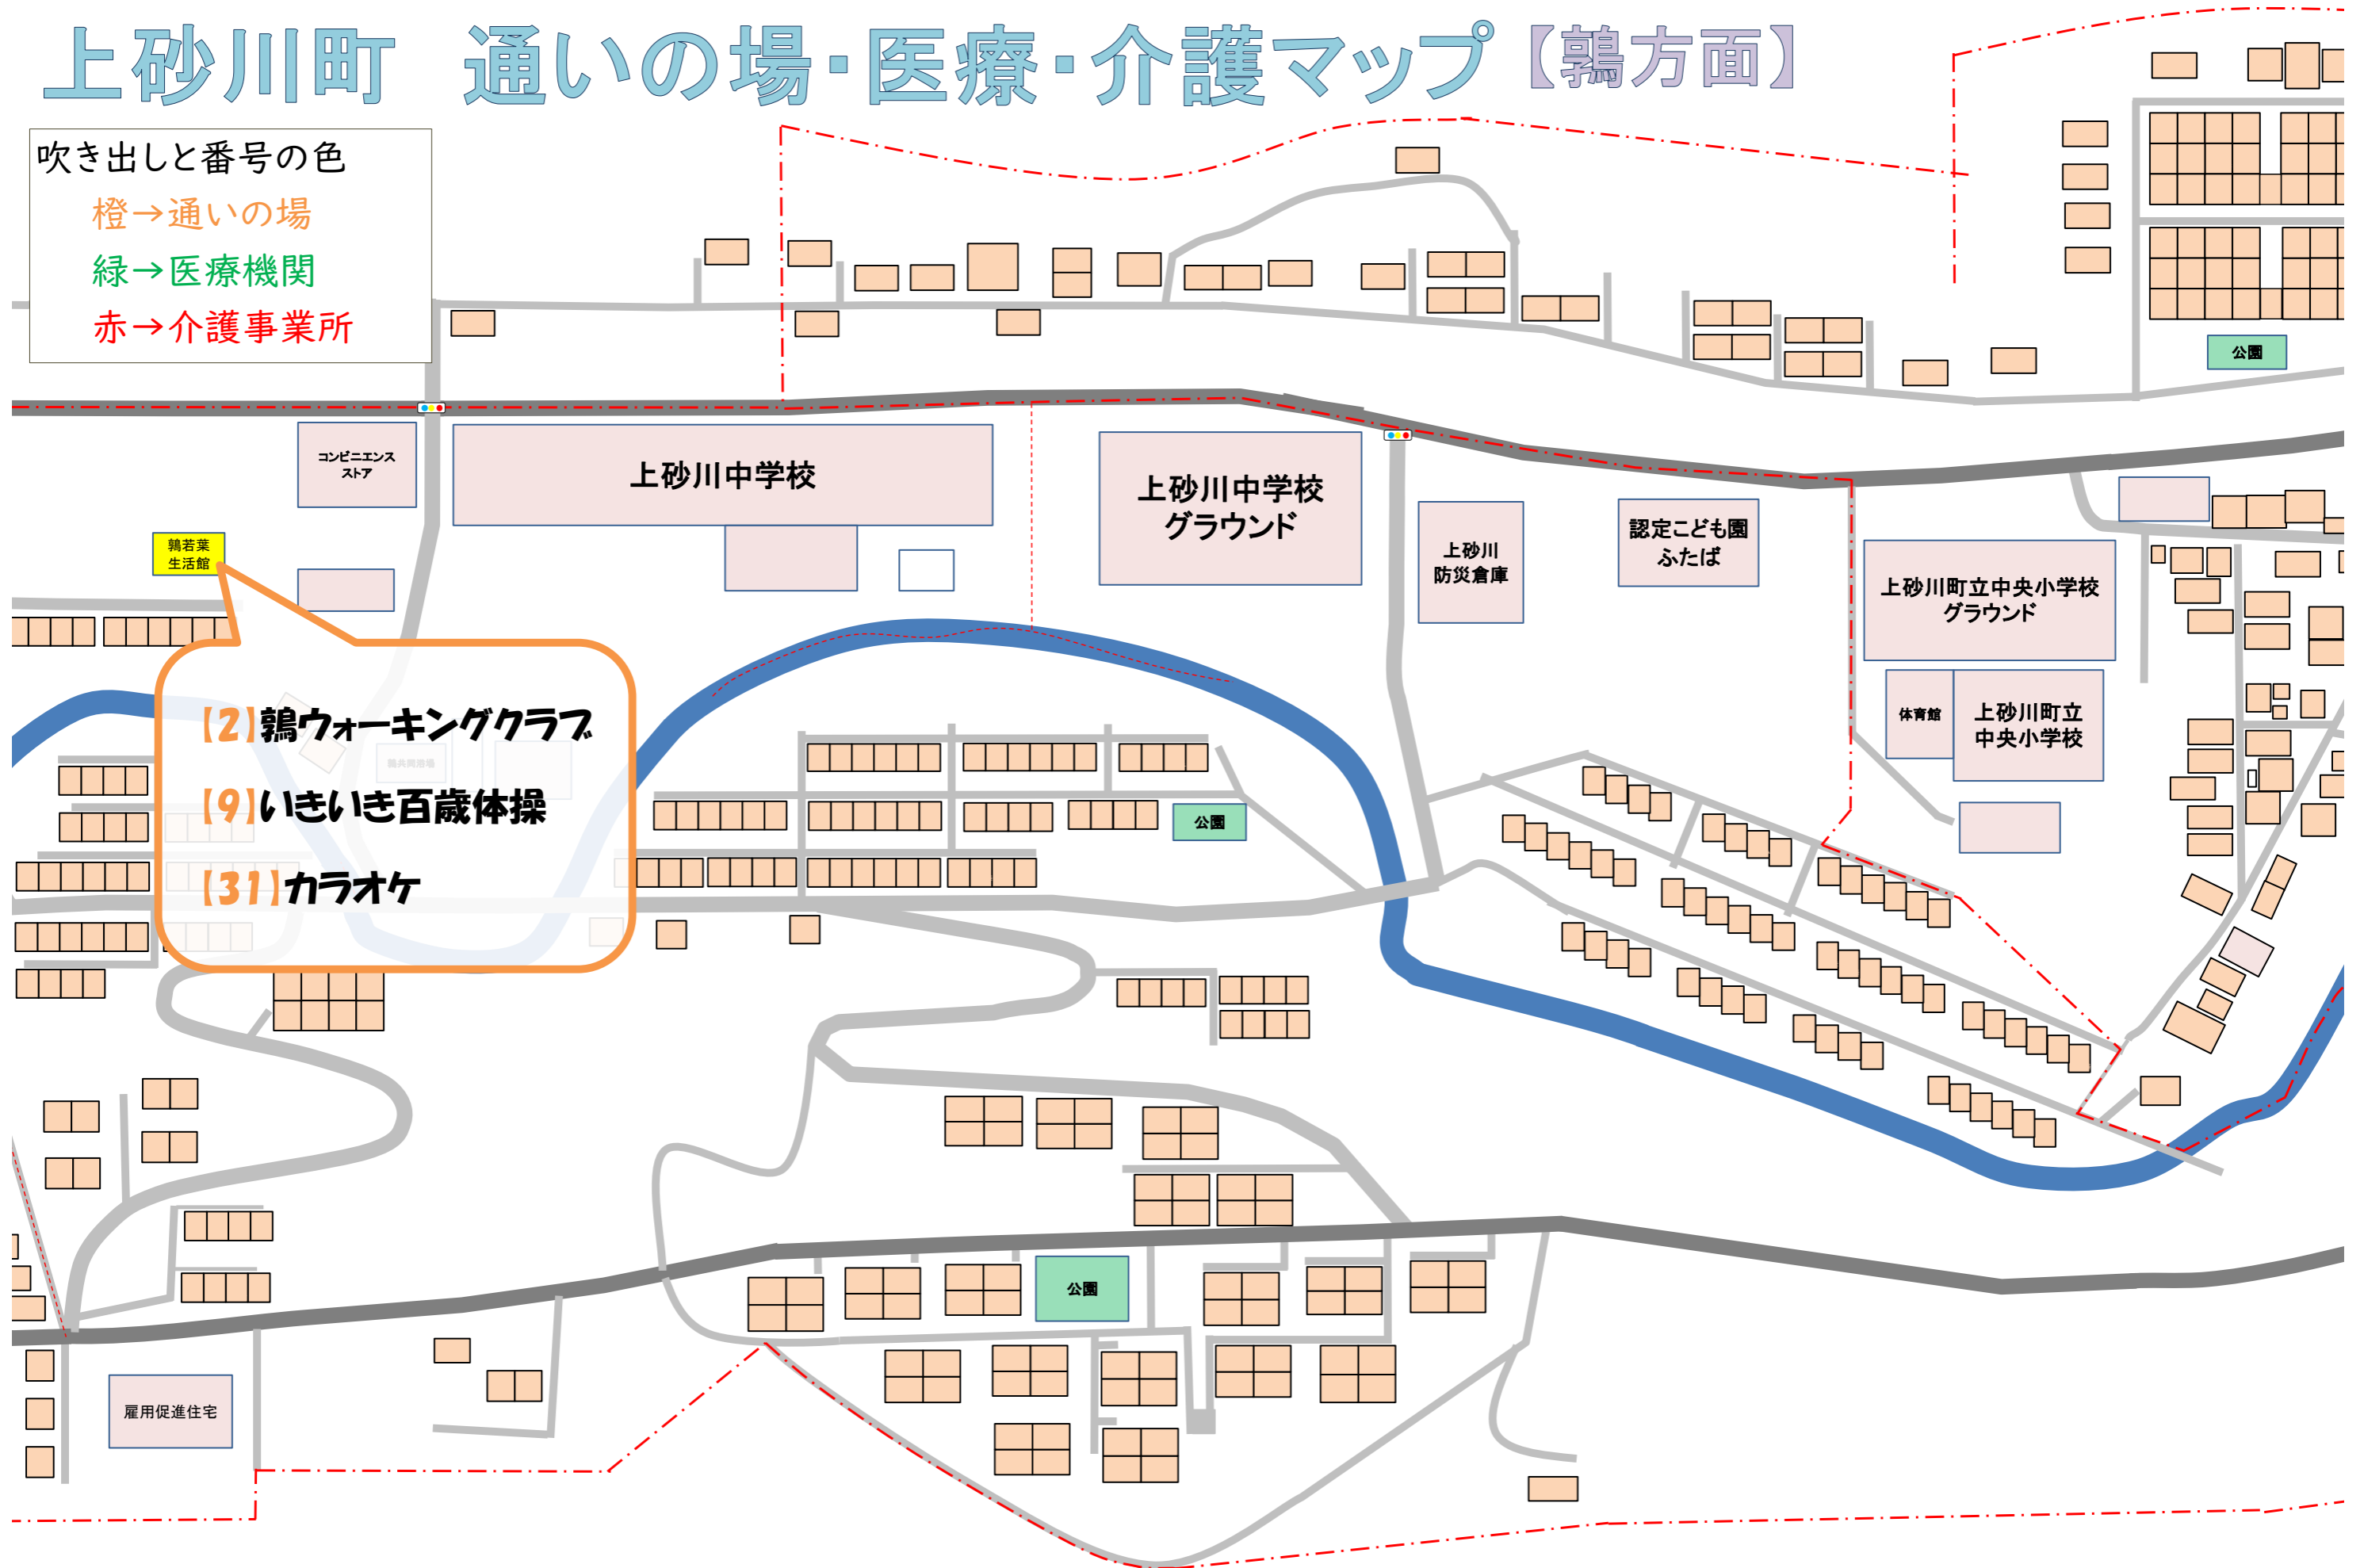 上砂川町 通いの場・医療・介護マップ【鶉方面】
吹き出しと番号の色
橙→通いの場
緑→医療機関
赤→介護事業所
公園
コンビニエンス
ストア
上砂川中学校
上砂川中学校
グラウンド
上砂川
防災倉庫
認定こども園
ふたば
上砂川町立中央小学校
グラウンド
体育館
上砂川町立
中央小学校
鶉若葉
生活館
【2】鶉ウォーキングクラブ
【9】いきいき百歳体操
【31】カラオケ
鶉共同浴場
公園
公園
雇用促進住宅